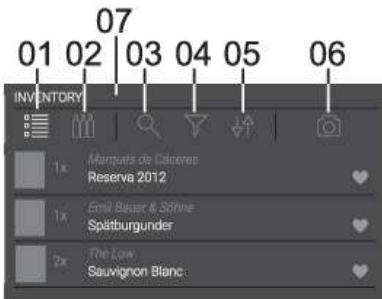 07
01 02 03 04 05 06
INVENTORY
Marqués de Cáceres
1x
Reserva 2012
Emil Bauer & Söhne
1x
Spätburgunder
The Low
2x
Sauvignon Blanc